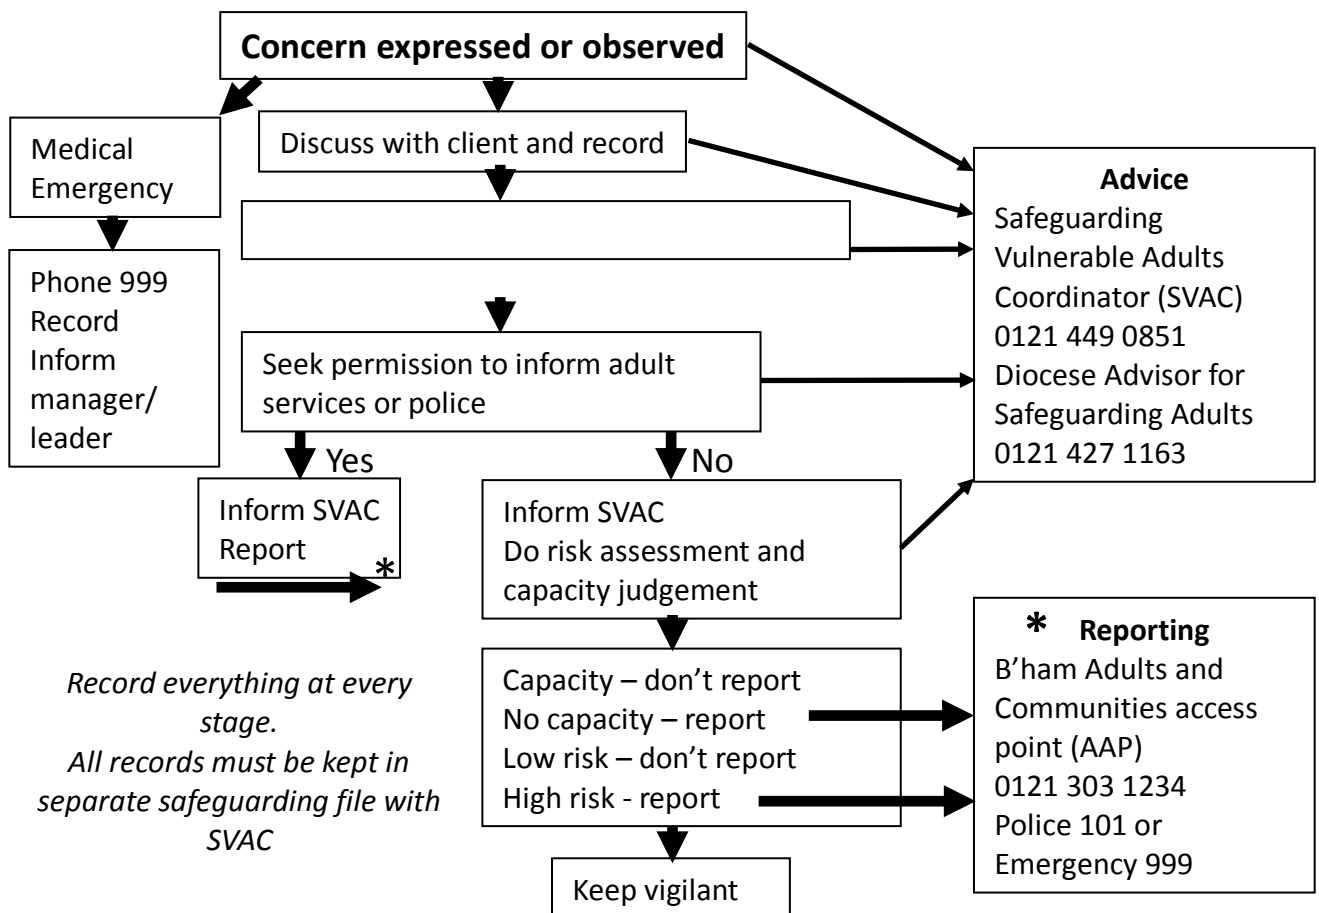 Concern expressed or observed
Medical
Emergency
Discuss with client and record
Phone 999
Record
Inform
manager/
leader
Seek permission to inform adult
services or police
Yes
No
Inform SVAC
Report
*
Inform SVAC
Do risk assessment and
capacity judgement
Capacity – don’t report
No capacity – report
Low risk – don’t report
High risk - report
Keep vigilant
Record everything at every
stage.
All records must be kept in
separate safeguarding file with
SVAC
Advice
Safeguarding
Vulnerable Adults
Coordinator (SVAC)
0121 449 0851
Diocese Advisor for
Safeguarding Adults
0121 427 1163
* Reporting
B’ham Adults and
Communities access
point (AAP)
0121 303 1234
Police 101 or
Emergency 999